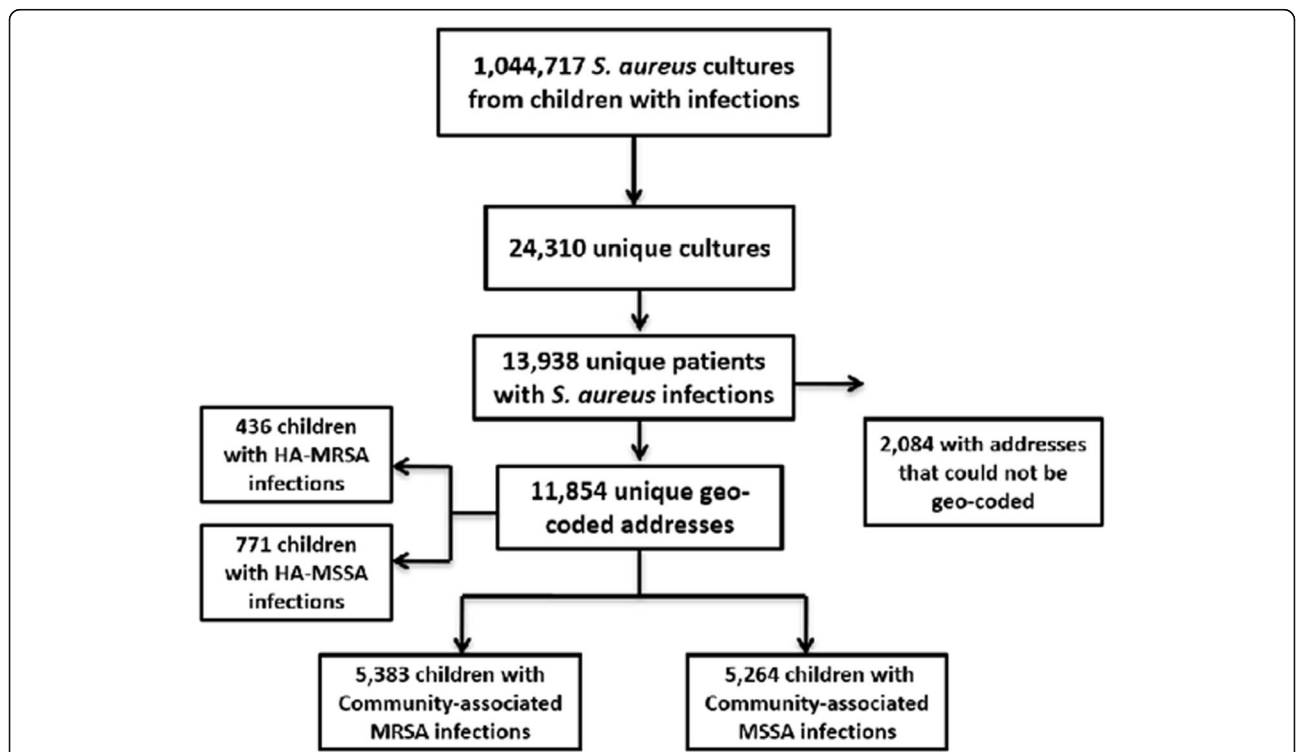 1,044,717 S. aureus cultures
from children with infections
24,310 unique cultures
13,938 unique patients
with S. aureus infections
2,084 with addresses
that could not be
geo-coded
436 children
with HA-MRSA
infections
11,854 unique geo-
coded addresses
771 children
with HA-MSSA
infections
5,383 children with
Community-associated
MRSA infections
5,264 children with
Community-associated
MSSA infections